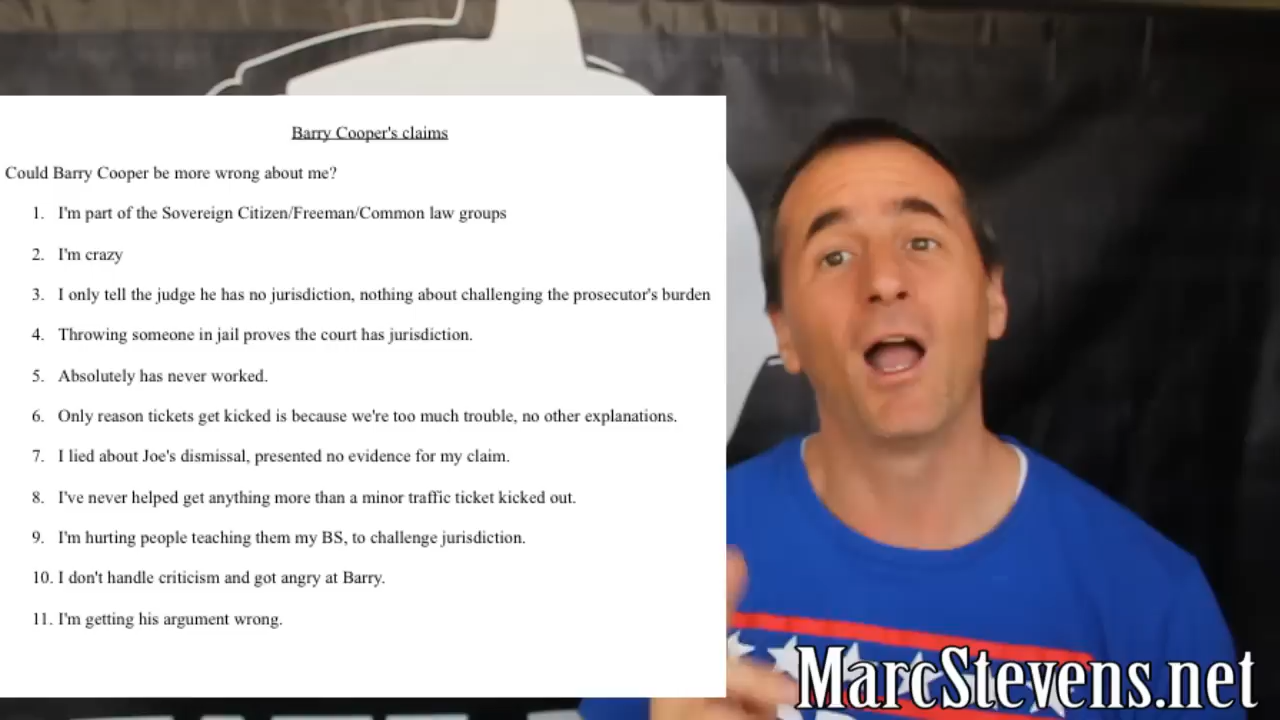 Barry Cooper's claims
Could Barry Cooper be more wrong about me?
1. I'm part of the Sovereign Citizen/Freeman/Common law groups
2. I'm crazy
3. I only tell the judge he has no jurisdiction, nothing about challenging the prosecutor's burden
4. Throwing someone in jail proves the court has jurisdiction.
5. Absolutely has never worked.
6. Only reason tickets get kicked is because we're too much trouble, no other explanations.
7. I lied about Joe's dismissal, presented no evidence for my claim.
8. I've never helped get anything more than a minor traffic ticket kicked out.
9. I'm hurting people teaching them my BS, to challenge jurisdiction.
10. I don't handle criticism and got angry at Barry.
11. I'm getting his argument wrong.
MarcStevens.net